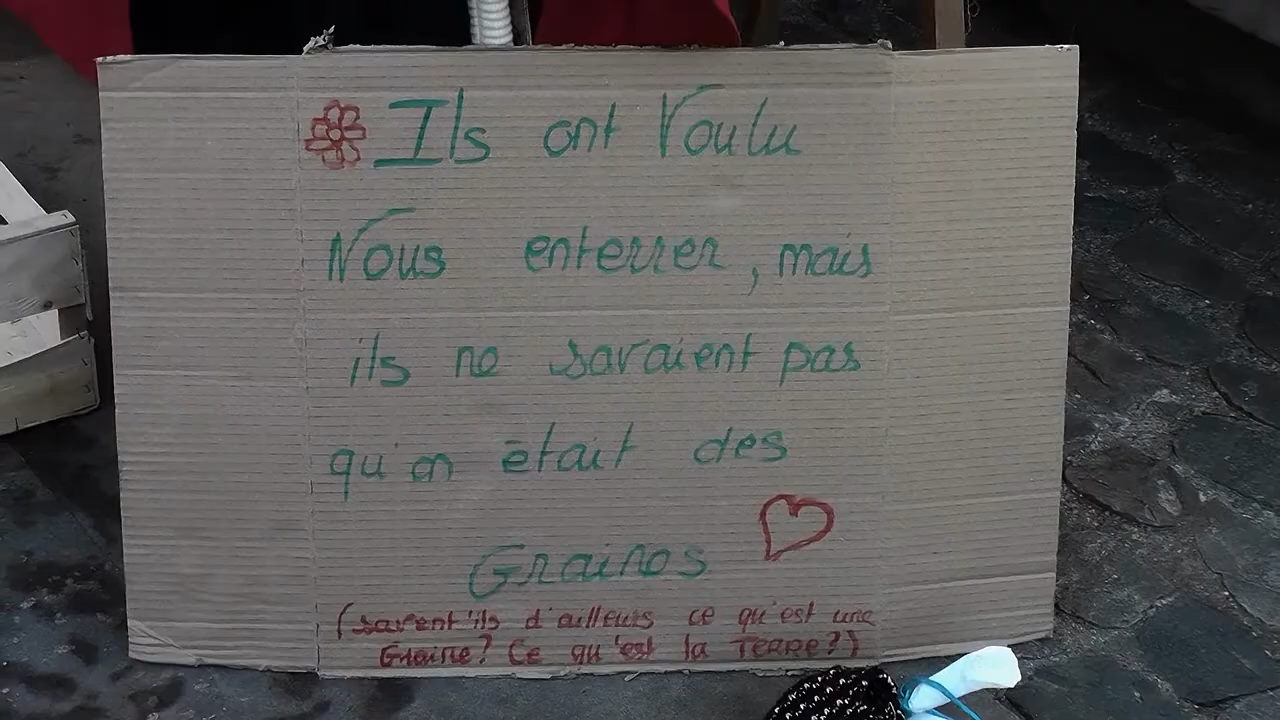 Ils ont Voulu
Nous enterrer, mais
ils ne savaient pas
qu'on était des
Graines
(savent'ils d'ailleurs ce qu'est une
Graine? Ce qu'est la TERRE?)